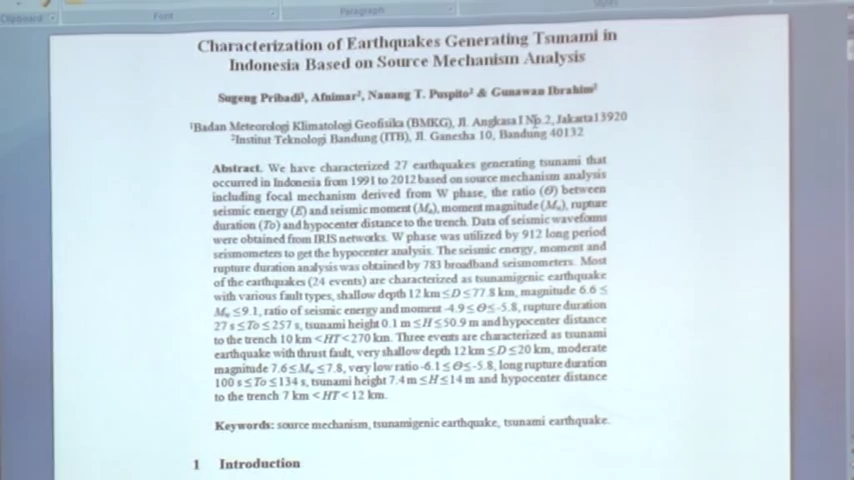 Clipboard
Font
Paragraph
Styles
Characterization of Earthquakes Generating Tsunami in
Indonesia Based on Source Mechanism Analysis
Sugeng Pribadi¹, Afnimar², Nanang T. Puspito² & Gunawan Ibrahim²
¹Badan Meteorologi Klimatologi Geofisika (BMKG), Jl. Angkasa I No.2, Jakarta13920
²Institut Teknologi Bandung (ITB), Jl. Ganesha 10, Bandung 40132
Abstract. We have characterized 27 earthquakes generating tsunami that
occurred in Indonesia from 1991 to 2012 based on source mechanism analysis
including focal mechanism derived from W phase, the ratio (Θ) between
seismic energy (E) and seismic moment (Mₒ), moment magnitude (Mw), rupture
duration (To) and hypocenter distance to the trench. Data of seismic waveforms
were obtained from IRIS networks. W phase was utilized by 912 long period
seismometers to get the hypocenter analysis. The seismic energy, moment and
rupture duration analysis was obtained by 783 broadband seismometers. Most
of the earthquakes (24 events) are characterized as tsunamigenic earthquake
with various fault types, shallow depth 12 km≤D≤77.8 km, magnitude 6.6 ≤
Mw ≤9.1, ratio of seismic energy and moment -4.9≤Θ≤-5.8, rupture duration
27 s≤To≤257 s, tsunami height 0.1 m≤H≤50.9 m and hypocenter distance
to the trench 10 km<HT<270 km. Three events are characterized as tsunami
earthquake with thrust fault, very shallow depth 12 km≤D≤20 km, moderate
magnitude 7.6≤Mw≤7.8, very low ratio -6.1≤Θ≤-5.8, long rupture duration
100 s≤To≤134 s, tsunami height 7.4 m≤H≤14 m and hypocenter distance
to the trench 7 km<HT<12 km.
Keywords: source mechanism, tsunamigenic earthquake, tsunami earthquake.
1 Introduction